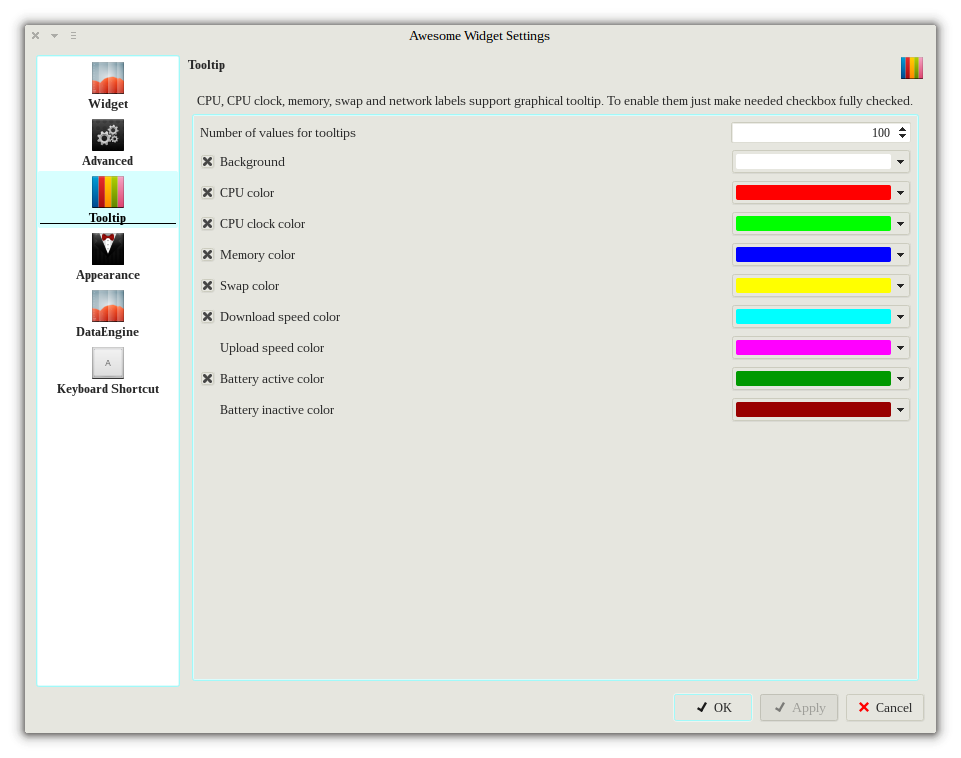 Awesome Widget Settings
Widget
Advanced
Tooltip
Appearance
DataEngine
A
Keyboard Shortcut
Tooltip
CPU, CPU clock, memory, swap and network labels support graphical tooltip. To enable them just make needed checkbox fully checked.
Number of values for tooltips 100
Background
CPU color
CPU clock color
Memory color
Swap color
Download speed color
Upload speed color
Battery active color
Battery inactive color
OK Apply Cancel